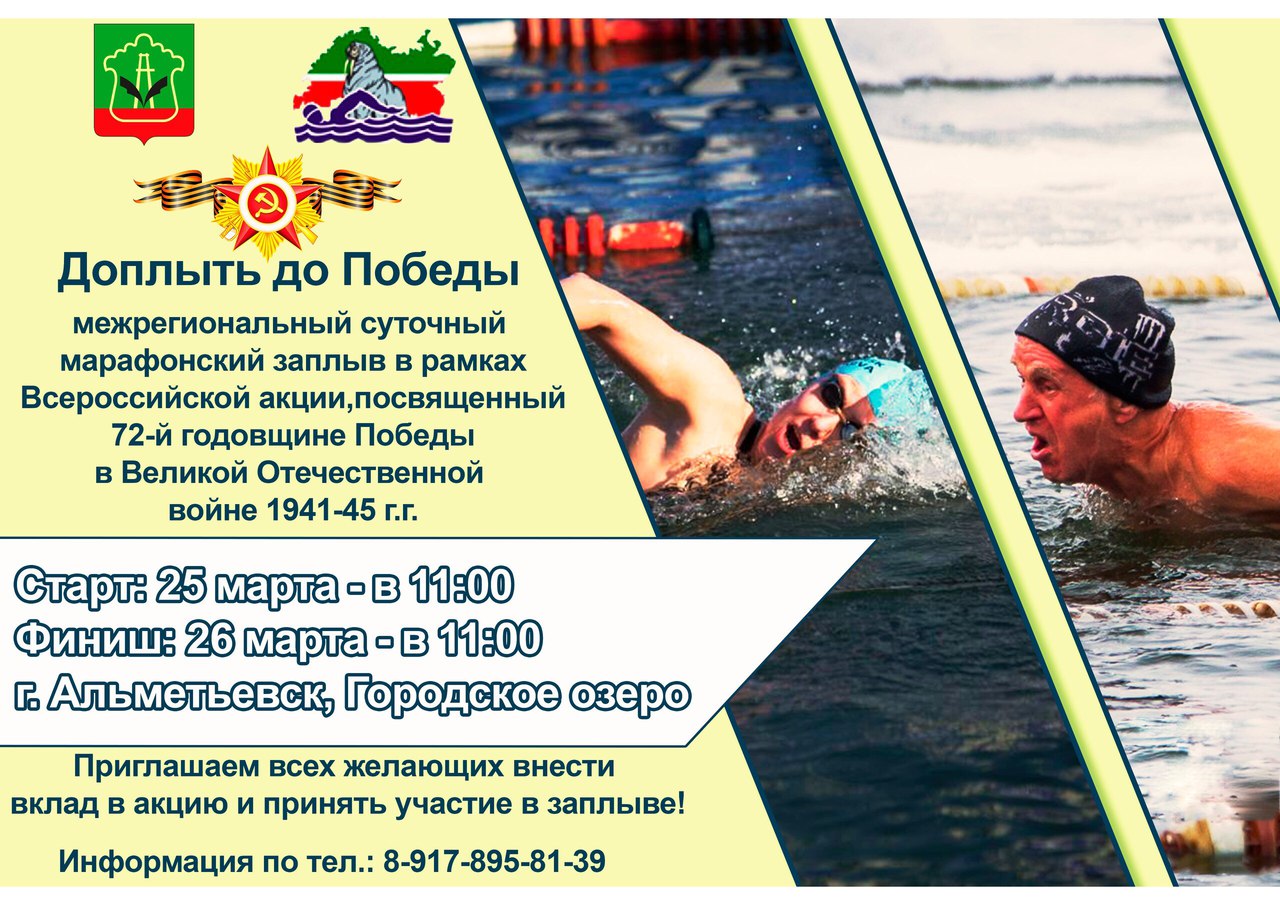 Доплыть до Победы
межрегиональный суточный
марафонский заплыв в рамках
Всероссийской акции,посвященный
72-й годовщине Победы
в Великой Отечественной
войне 1941-45 г.г.
Старт: 25 марта - в 11:00
Финиш: 26 марта - в 11:00
г. Альметьевск, Городское озеро
Приглашаем всех желающих внести
вклад в акцию и принять участие в заплыве!
Информация по тел.: 8-917-895-81-39